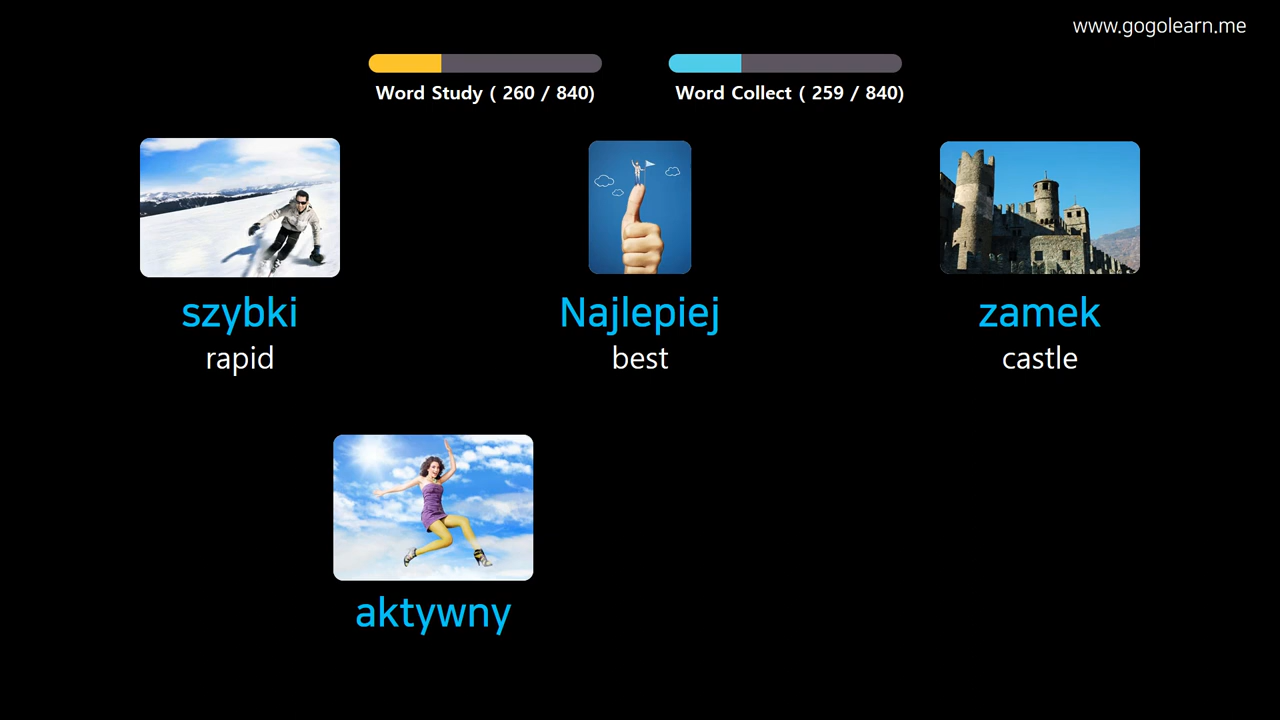 www.gogolearn.me
Word Study ( 260 / 840)
Word Collect ( 259 / 840)
szybki
rapid
Najlepiej
best
zamek
castle
aktywny